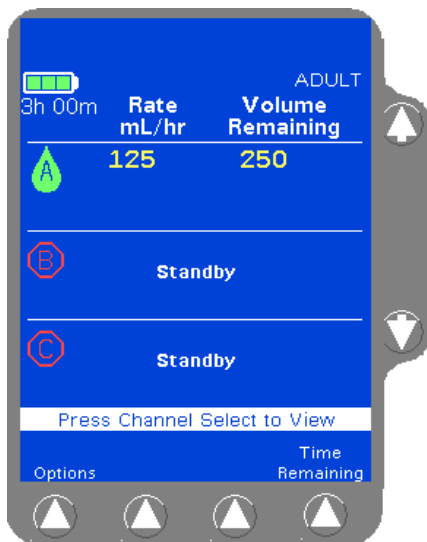 ADULT
3h 00m Rate Volume
mL/hr Remaining
A 125 250
B Standby
C Standby
Press Channel Select to View
Time
Options Remaining